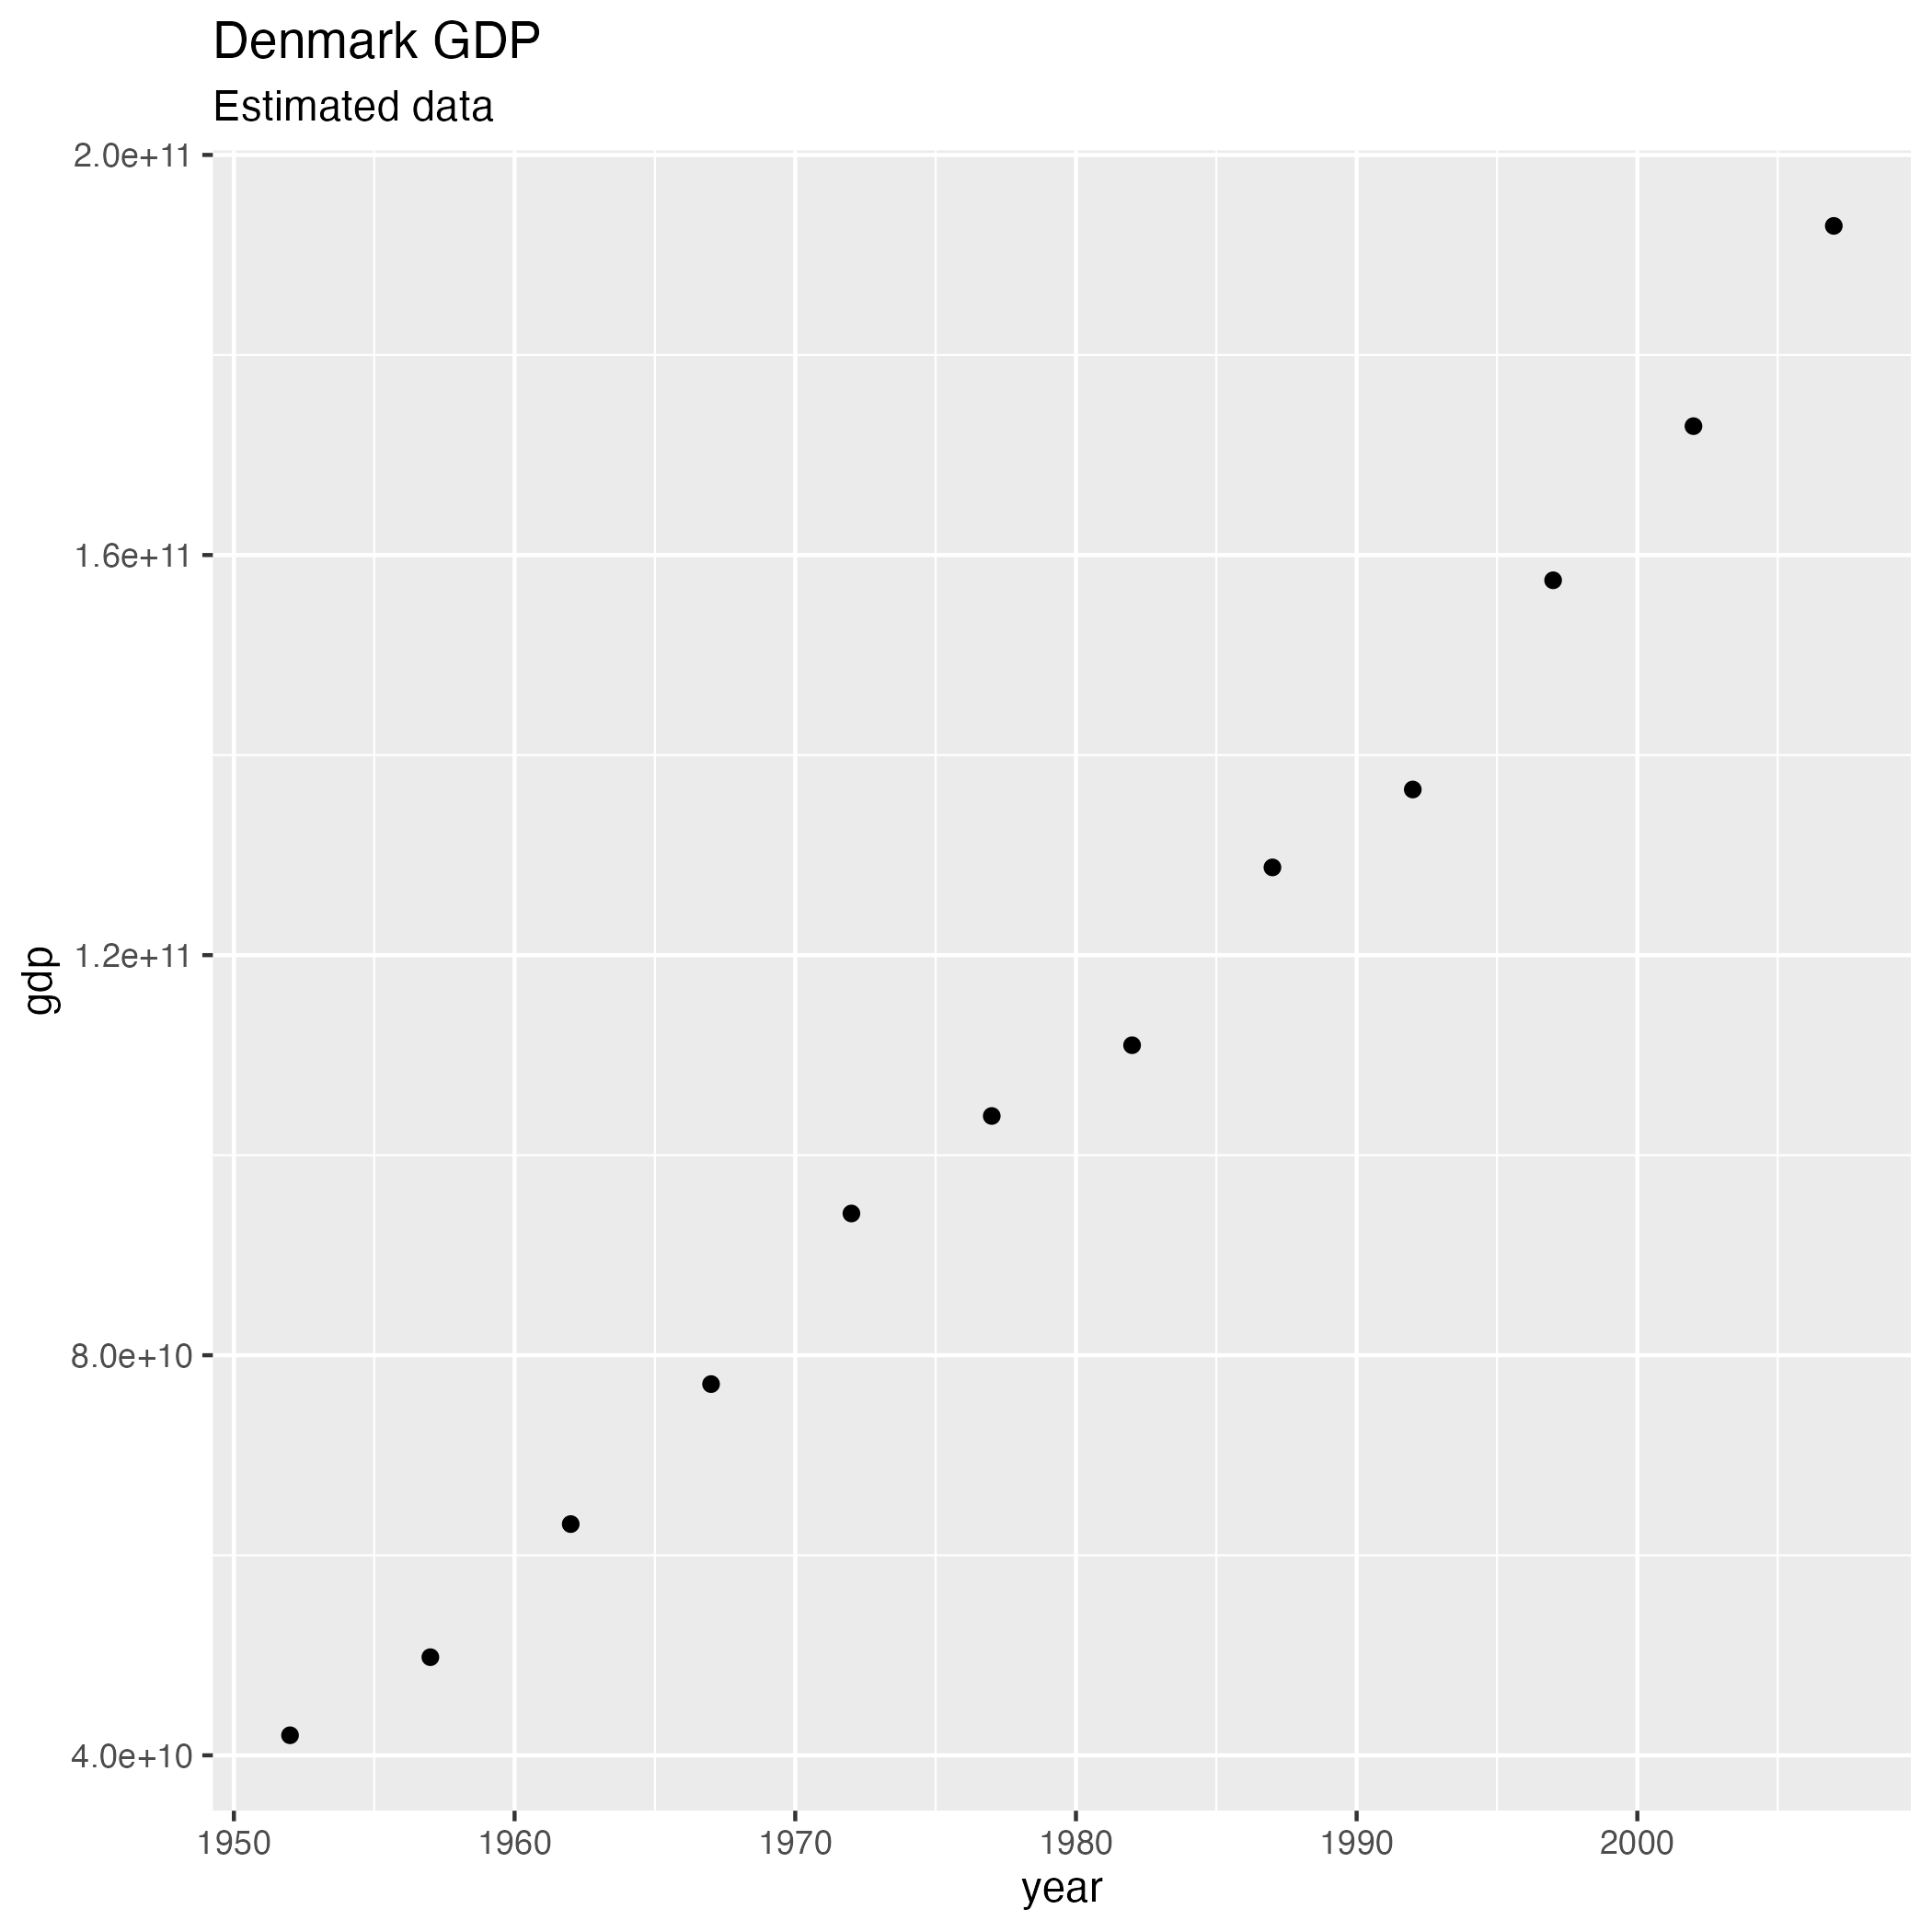 Denmark GDP
Estimated data
2.0e+11
1.6e+11
1.2e+11
8.0e+10
4.0e+10
gdp
1950 1960 1970 1980 1990 2000
year